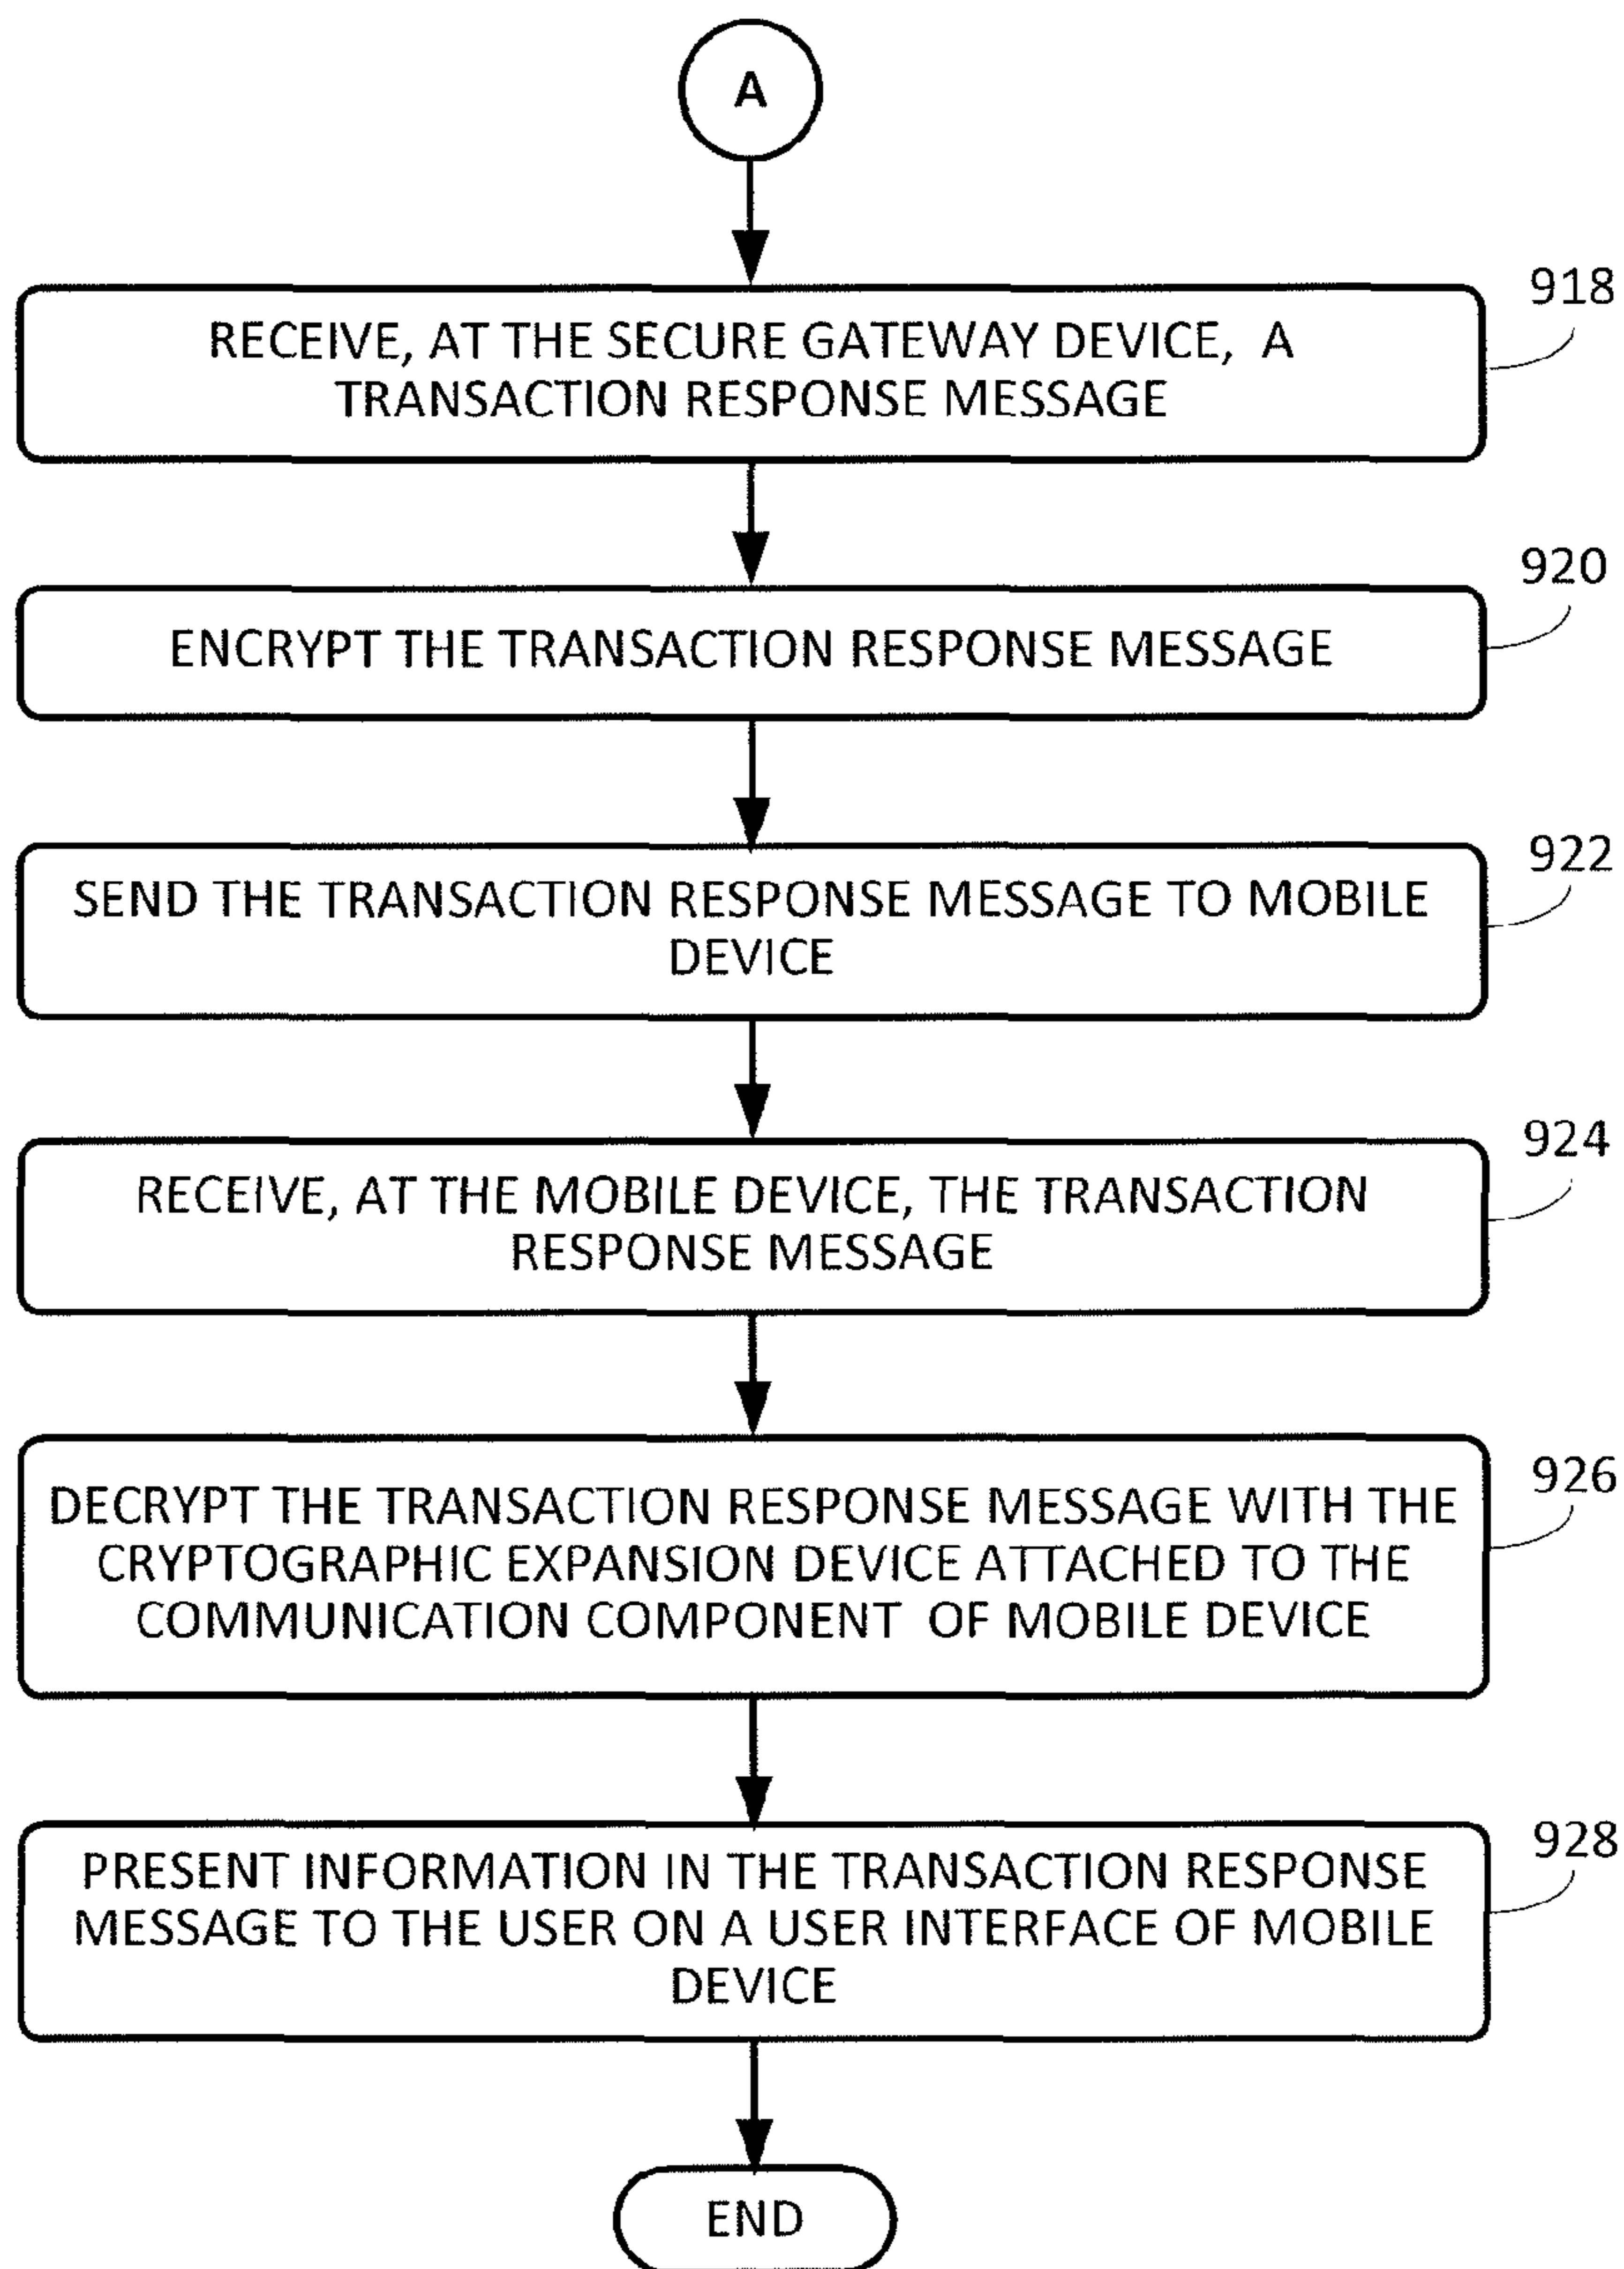 A
918
RECEIVE, AT THE SECURE GATEWAY DEVICE, A
TRANSACTION RESPONSE MESSAGE
920
ENCRYPT THE TRANSACTION RESPONSE MESSAGE
922
SEND THE TRANSACTION RESPONSE MESSAGE TO MOBILE
DEVICE
924
RECEIVE, AT THE MOBILE DEVICE, THE TRANSACTION
RESPONSE MESSAGE
926
DECRYPT THE TRANSACTION RESPONSE MESSAGE WITH THE
CRYPTOGRAPHIC EXPANSION DEVICE ATTACHED TO THE
COMMUNICATION COMPONENT OF MOBILE DEVICE
928
PRESENT INFORMATION IN THE TRANSACTION RESPONSE
MESSAGE TO THE USER ON A USER INTERFACE OF MOBILE
DEVICE
END